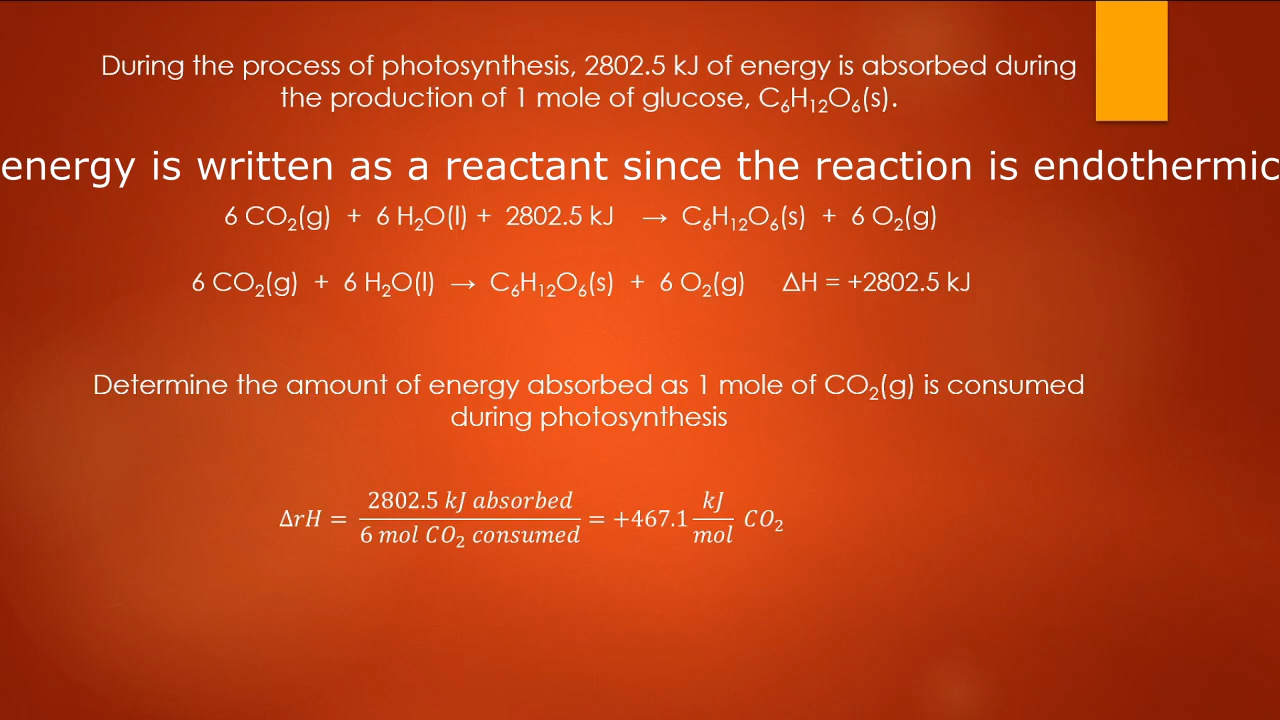 During the process of photosynthesis, 2802.5 kJ of energy is absorbed during
the production of 1 mole of glucose, C₆H₁₂O₆(s).
energy is written as a reactant since the reaction is endothermic
6 CO₂(g) + 6 H₂O(l) + 2802.5 kJ → C₆H₁₂O₆(s) + 6 O₂(g)
6 CO₂(g) + 6 H₂O(l) → C₆H₁₂O₆(s) + 6 O₂(g) ΔH = +2802.5 kJ
Determine the amount of energy absorbed as 1 mole of CO₂(g) is consumed
during photosynthesis
ΔrH = 2802.5 kJ absorbed / 6 mol CO₂ consumed = +467.1 kJ/mol CO₂